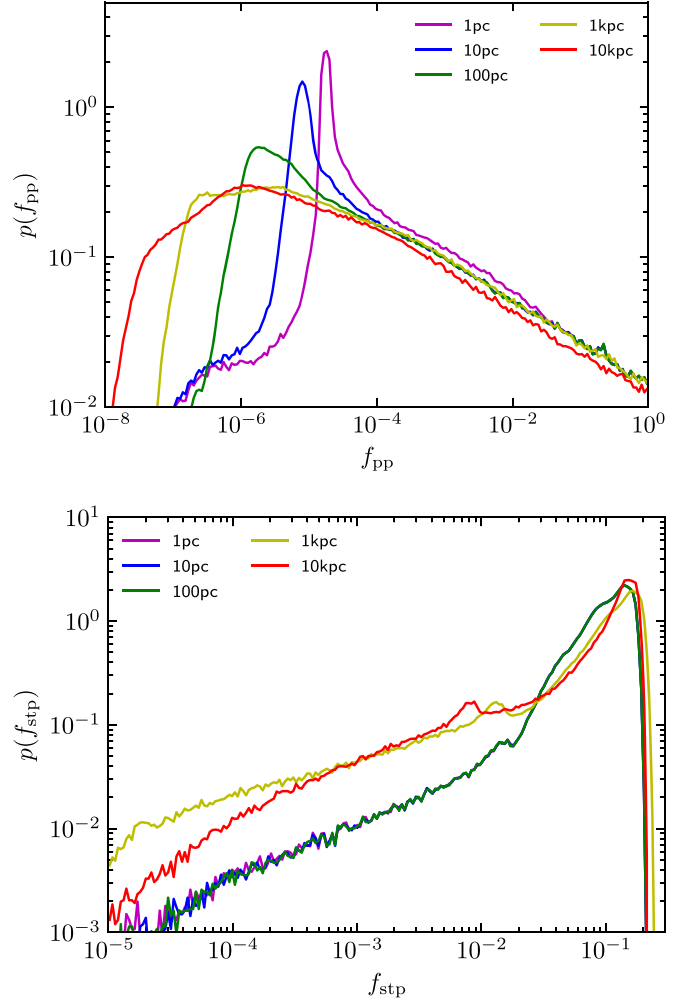 1pc 1kpc
10pc 10kpc
100pc
10^0
10^{-1}
10^{-2}
p(f_pp)
10^{-8} 10^{-6} 10^{-4} 10^{-2} 10^0
f_pp
10^1
1pc 1kpc
10pc 10kpc
100pc
10^0
10^{-1}
10^{-2}
10^{-3}
p(f_stp)
10^{-5} 10^{-4} 10^{-3} 10^{-2} 10^{-1}
f_stp